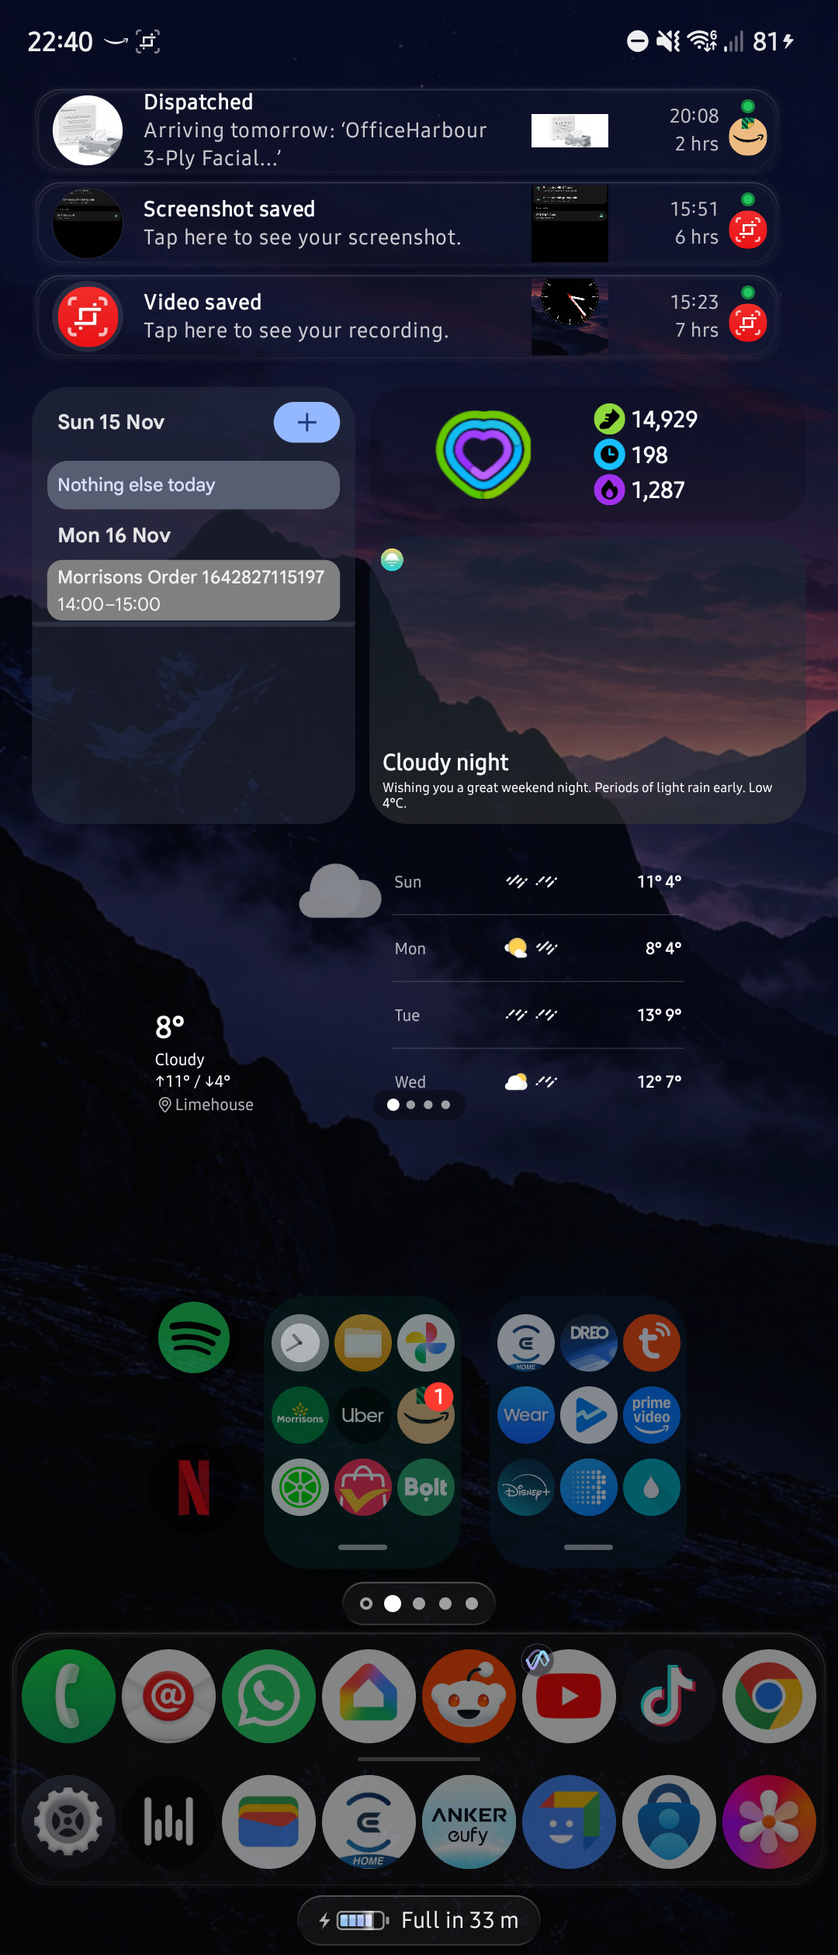 22:40
81
Dispatched
Arriving tomorrow: ‘OfficeHarbour
3-Ply Facial...’
20:08
2 hrs
Screenshot saved
Tap here to see your screenshot.
15:51
6 hrs
Video saved
Tap here to see your recording.
15:23
7 hrs
Sun 15 Nov
Nothing else today
Mon 16 Nov
Morrisons Order 1642827115197
14:00–15:00
14,929
198
1,287
Cloudy night
Wishing you a great weekend night. Periods of light rain early. Low
4°C.
8°
Cloudy
↑11° / ↓4°
Limehouse
Sun 11° 4°
Mon 8° 4°
Tue 13° 9°
Wed 12° 7°
HOME
DREO
Morrisons
Uber
1
Wear
prime
video
Bolt
Disney+
HOME
ANKER
eufy
Full in 33 m